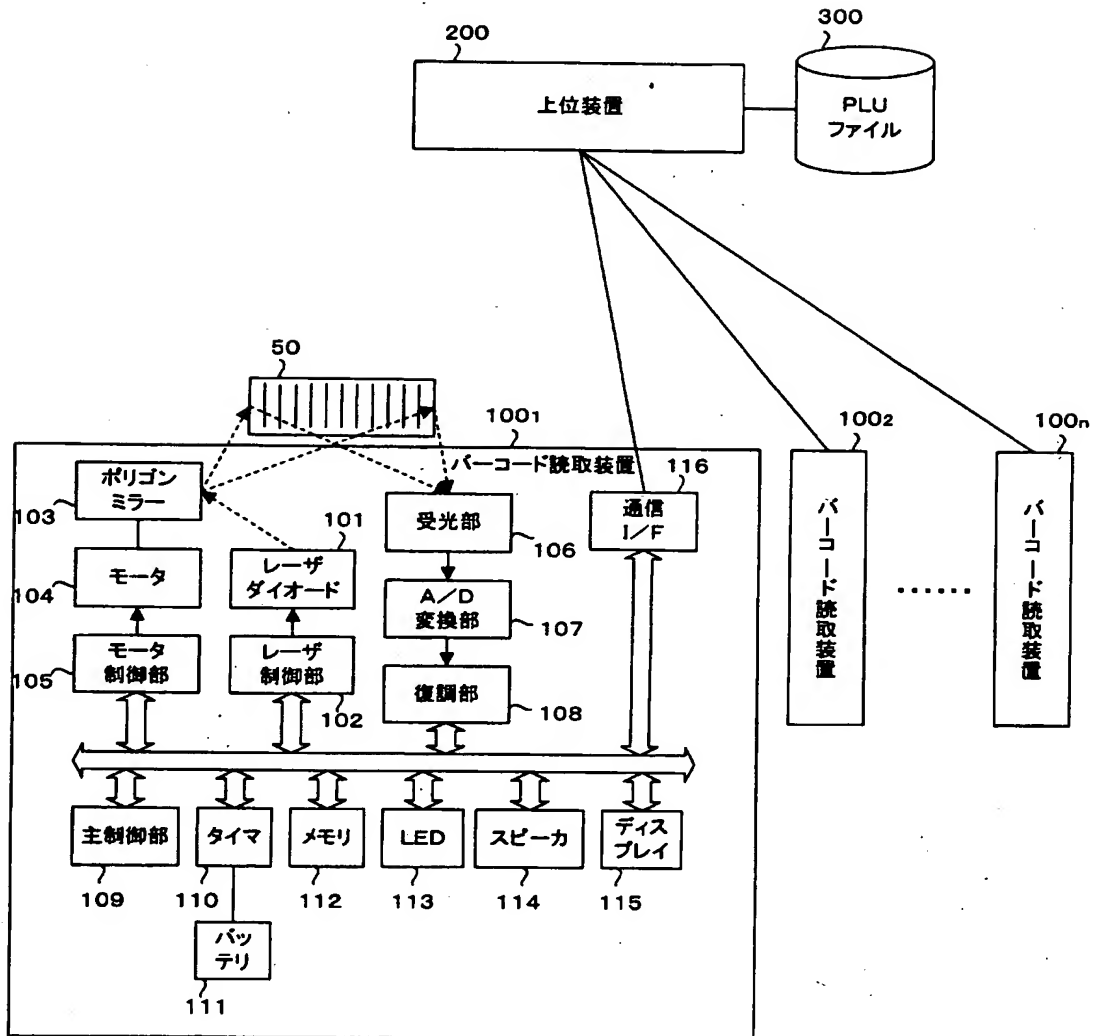 200
300
上位装置
PLU
ファイル
50
100₁
100₂
100n
バーコード読取装置
116
ポリゴン
ミラー
103
101
受光部
106
通信
I/F
モータ
104
レーザ
ダイオード
A/D
変換部
107
モータ
制御部
105
レーザ
制御部
102
復調部
108
バーコード読取装置
......
バーコード読取装置
主制御部
タイマ
メモリ
LED
スピーカ
ディス
プレイ
109
110
112
113
114
115
バッ
テリ
111